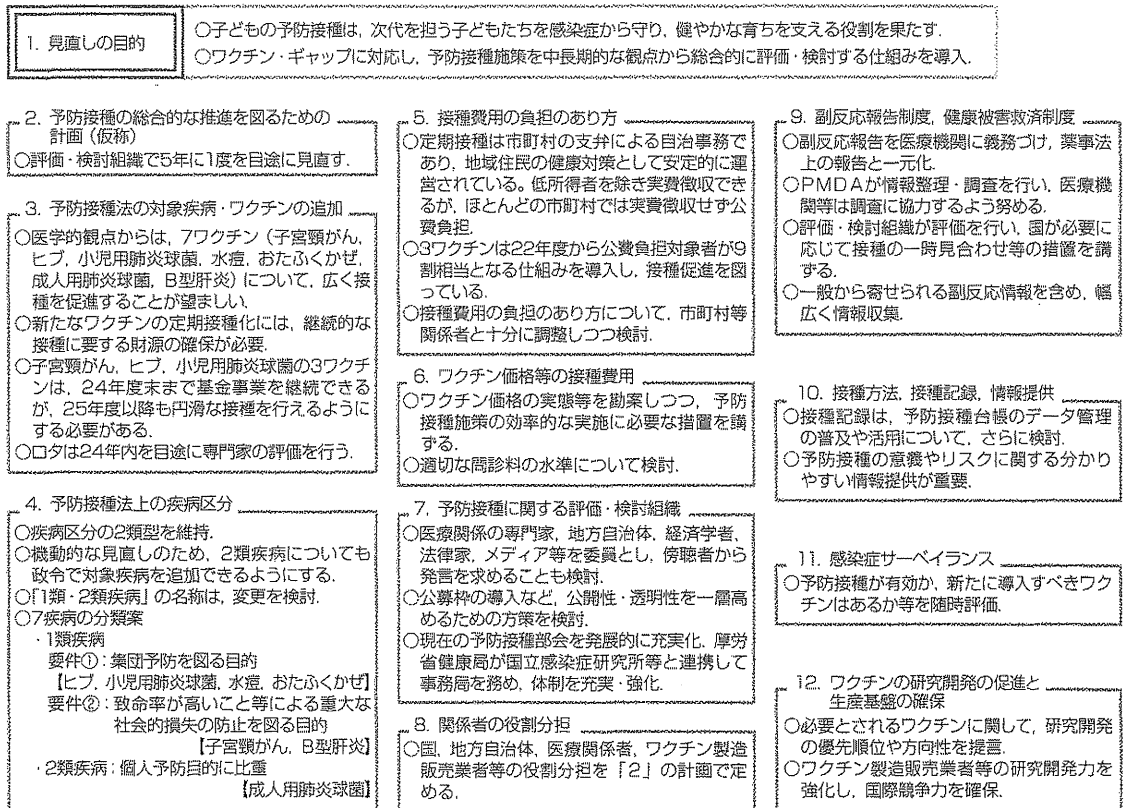 1. 見直しの目的
○子どもの予防接種は，次代を担う子どもたちを感染症から守り，健やかな育ちを支える役割を果たす.
○ワクチン・ギャップに対応し，予防接種施策を中長期的な観点から総合的に評価・検討する仕組みを導入.
2. 予防接種の総合的な推進を図るための
計画（仮称）
○評価・検討組織で5年に1度を目途に見直す.
3. 予防接種法の対象疾病・ワクチンの追加
○医学的観点からは，7ワクチン（子宮頸がん，
ヒブ，小児用肺炎球菌，水痘，おたふくかぜ，
成人用肺炎球菌，B型肝炎）について，広く接
種を促進することが望ましい.
○新たなワクチンの定期接種化には，継続的な
接種に要する財源の確保が必要.
○子宮頸がん，ヒブ，小児用肺炎球菌の3ワクチ
ンは，24年度末まで基金事業を継続できる
が，25年度以降も円滑な接種を行えるように
する必要がある.
○ロタは24年内を目途に専門家の評価を行う.
4. 予防接種法上の疾病区分
○疾病区分の2類型を維持.
○機動的な見直しのため，2類疾病についても
政令で対象疾病を追加できるようにする.
○「1類・2類疾病」の名称は，変更を検討.
○7疾病の分類案
・1類疾病
要件①：集団予防を図る目的
【ヒブ，小児用肺炎球菌，水痘，おたふくかぜ】
要件②：致命率が高いこと等による重大な
社会的損失の防止を図る目的
【子宮頸がん，B型肝炎】
・2類疾病：個人予防目的に比重
【成人用肺炎球菌】
5. 接種費用の負担のあり方
○定期接種は市町村の支弁による自治事務で
あり，地域住民の健康対策として安定的に運
営されている。低所得者を除き実費徴収でき
るが，ほとんどの市町村では実費徴収せず公
費負担.
○3ワクチンは22年度から公費負担対象者が9
割相当となる仕組みを導入し，接種促進を図
っている.
○接種費用の負担のあり方について，市町村等
関係者と十分に調整しつつ検討.
6. ワクチン価格等の接種費用
○ワクチン価格の実態等を勘案しつつ，予防
接種施策の効率的な実施に必要な措置を講
ずる.
○適切な問診料の水準について検討.
7. 予防接種に関する評価・検討組織
○医療関係の専門家，地方自治体，経済学者，
法律家，メディア等を委員とし，傍聴者から
発言を求めることも検討.
○公募枠の導入など，公開性・透明性を一層高
めるための方策を検討.
○現在の予防接種部会を発展的に充実化. 厚労
省健康局が国立感染症研究所等と連携して
事務局を務め，体制を充実・強化.
8. 関係者の役割分担
○国，地方自治体，医療関係者，ワクチン製造
販売業者等の役割分担を「2」の計画で定
める.
9. 副反応報告制度，健康被害救済制度
○副反応報告を医療機関に義務づけ，薬事法
上の報告と一元化.
○PMDAが情報整理・調査を行い，医療機
関等は調査に協力するよう努める.
○評価・検討組織が評価を行い，国が必要に
応じて接種の一時見合わせ等の措置を講
ずる.
○一般から寄せられる副反応情報を含め，幅
広く情報収集.
10. 接種方法，接種記録，情報提供
○接種記録は，予防接種台帳のデータ管理
の普及や活用について，さらに検討.
○予防接種の意義やリスクに関する分かり
やすい情報提供が重要.
11. 感染症サーベイランス
○予防接種が有効か，新たに導入すべきワク
チンはあるか等を随時評価.
12. ワクチンの研究開発の促進と
生産基盤の確保
○必要とされるワクチンに関して，研究開発
の優先順位や方向性を提言.
○ワクチン製造販売業者等の研究開発力を
強化し，国際競争力を確保.